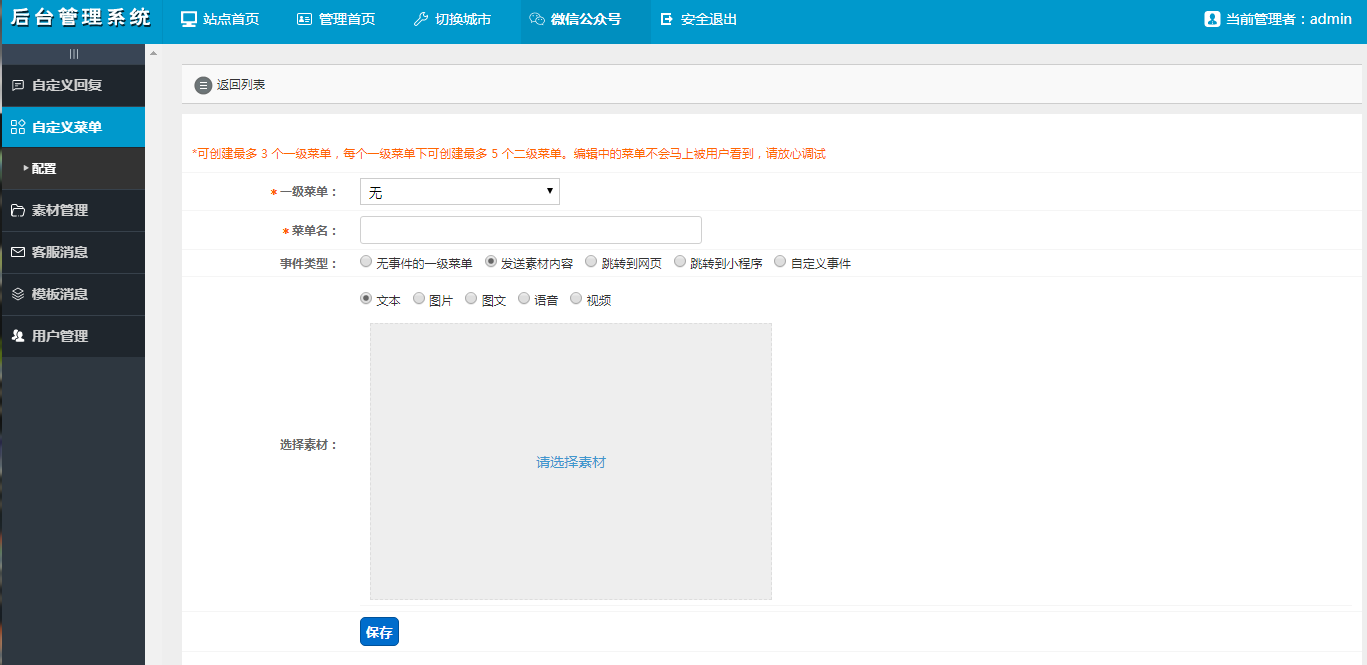 后台管理系统
站点首页 管理首页 切换城市 微信公众号 安全退出 当前管理者：admin
自定义回复
自定义菜单
配置
素材管理
客服消息
模板消息
用户管理
返回列表
*可创建最多 3 个一级菜单，每个一级菜单下可创建最多 5 个二级菜单。编辑中的菜单不会马上被用户看到，请放心调试
*一级菜单： 无
*菜单名：
事件类型： 无事件的一级菜单 发送素材内容 跳转到网页 跳转到小程序 自定义事件
文本 图片 图文 语音 视频
选择素材： 请选择素材
保存